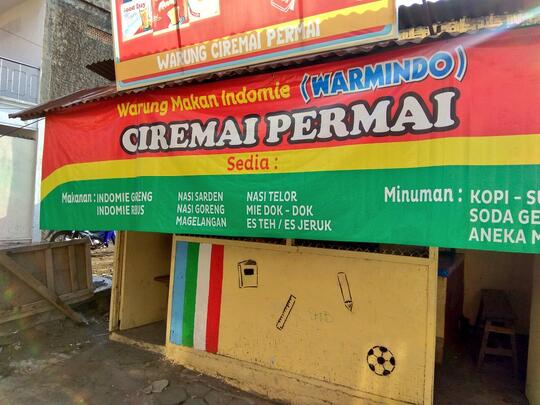 WARUNG CIREMAI PERMAI
Warung Makan Indomie (WARMINDO)
CIREMAI PERMAI
Sedia :
Makanan : INDOMIE GORENG
INDOMIE REBUS
NASI SARDEN
NASI GORENG
MAGELANGAN
NASI TELOR
MIE DOK - DOK
ES TEH / ES JERUK
Minuman : KOPI - SU
SODA GE
ANEKA M